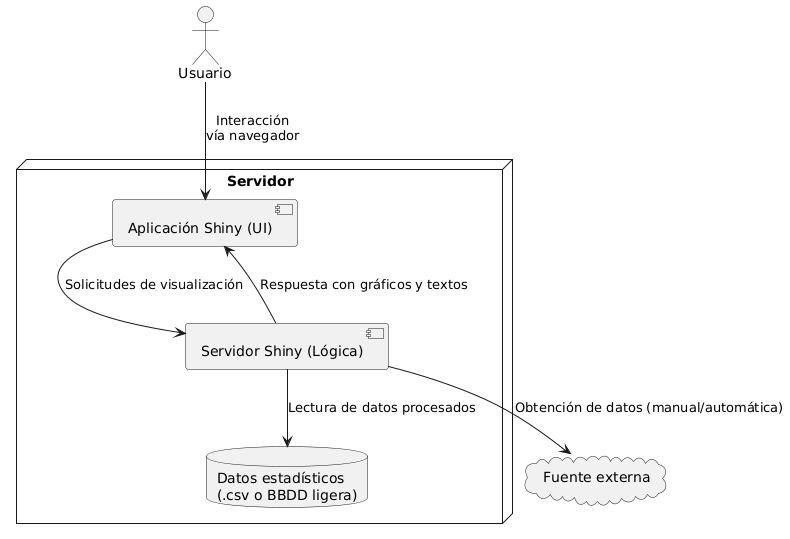 Usuario
Interacción
vía navegador
Servidor
Aplicación Shiny (UI)
Solicitudes de visualización
Respuesta con gráficos y textos
Servidor Shiny (Lógica)
Lectura de datos procesados
Obtención de datos (manual/automática)
Datos estadísticos
(.csv o BBDD ligera)
Fuente externa